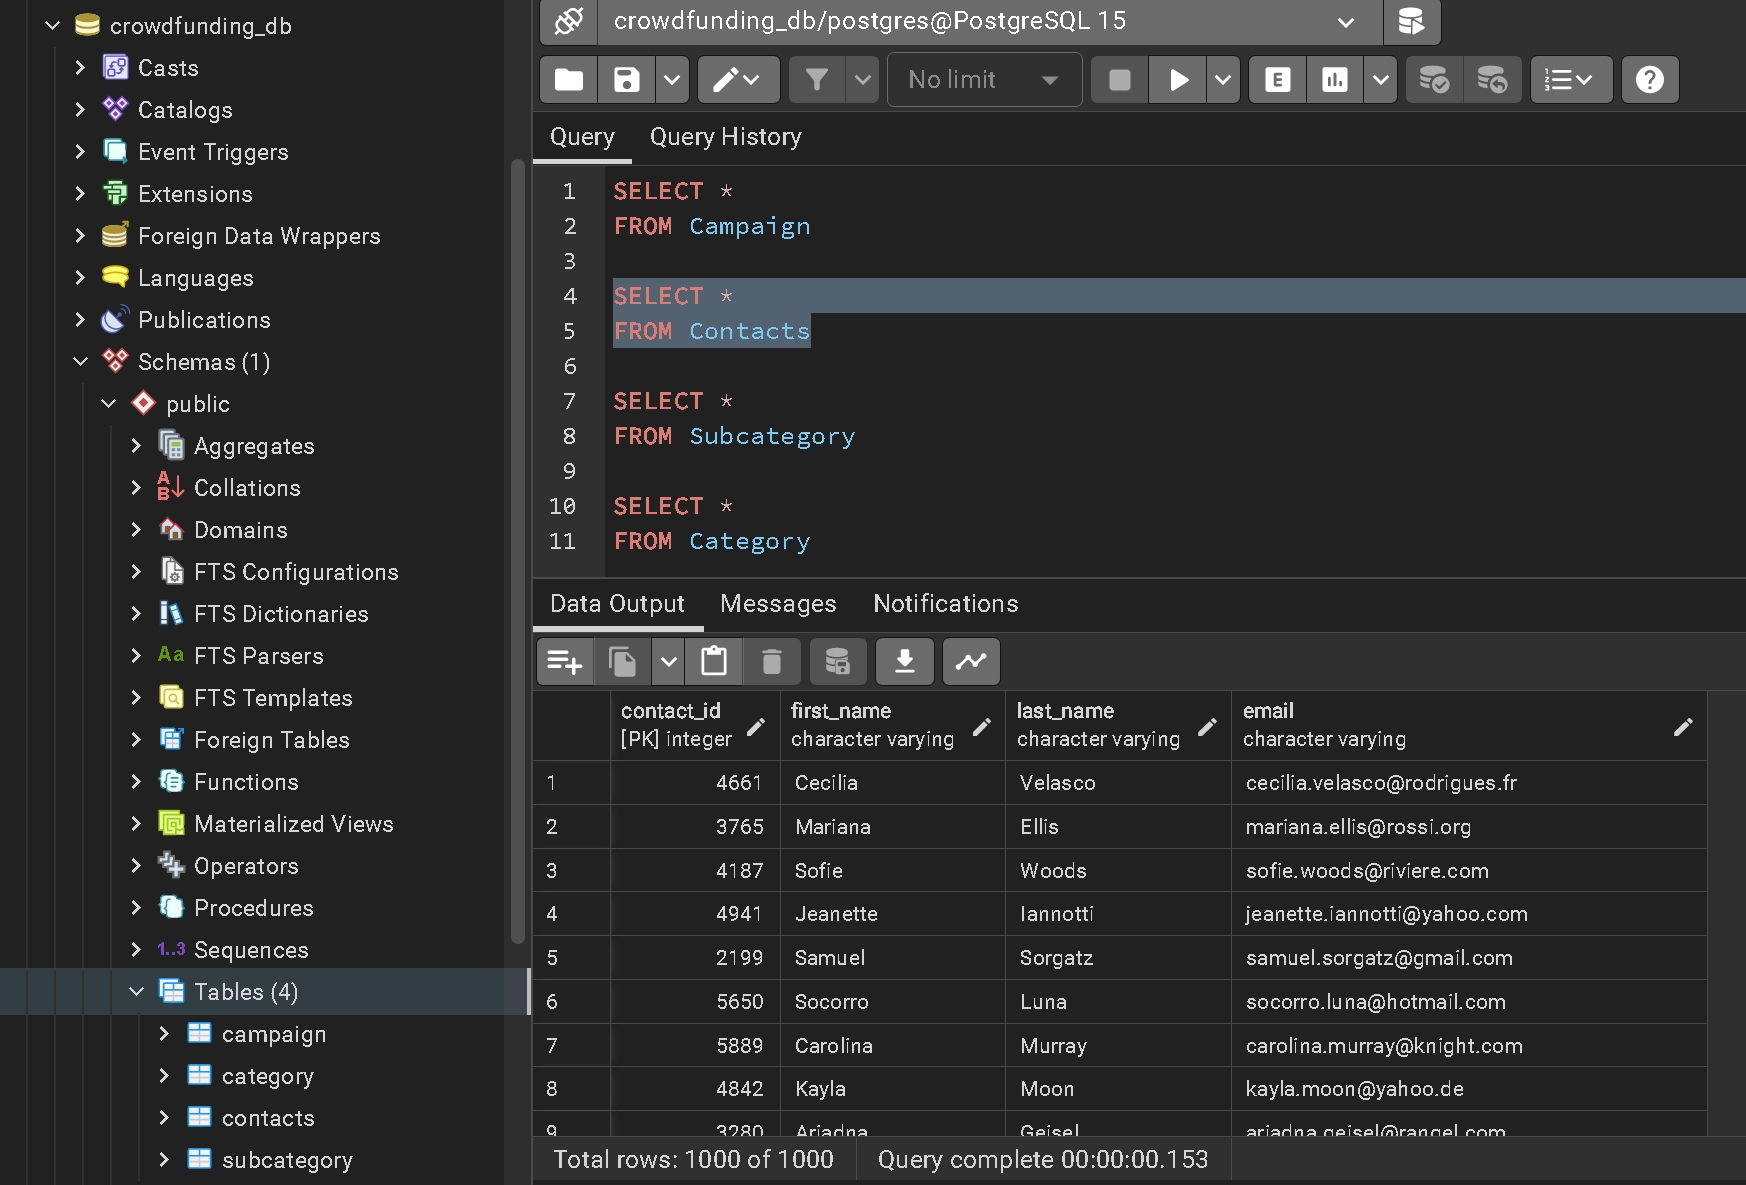 crowdfunding_db
Casts
Catalogs
Event Triggers
Extensions
Foreign Data Wrappers
Languages
Publications
Schemas (1)
public
Aggregates
Collations
Domains
FTS Configurations
FTS Dictionaries
Aa FTS Parsers
FTS Templates
Foreign Tables
Functions
Materialized Views
Operators
Procedures
1..3 Sequences
Tables (4)
campaign
category
contacts
subcategory
crowdfunding_db/postgres@PostgreSQL 15
No limit
E
Query Query History
1 SELECT *
2 FROM Campaign
3
4 SELECT *
5 FROM Contacts
6
7 SELECT *
8 FROM Subcategory
9
10 SELECT *
11 FROM Category
Data Output Messages Notifications
contact_id first_name last_name email
[PK] integer character varying character varying character varying
1 4661 Cecilia Velasco cecilia.velasco@rodrigues.fr
2 3765 Mariana Ellis mariana.ellis@rossi.org
3 4187 Sofie Woods sofie.woods@riviere.com
4 4941 Jeanette Iannotti jeanette.iannotti@yahoo.com
5 2199 Samuel Sorgatz samuel.sorgatz@gmail.com
6 5650 Socorro Luna socorro.luna@hotmail.com
7 5889 Carolina Murray carolina.murray@knight.com
8 4842 Kayla Moon kayla.moon@yahoo.de
9 3280 Ariadna Geisel ariadna.geisel@rangel.com
Total rows: 1000 of 1000 Query complete 00:00:00.153